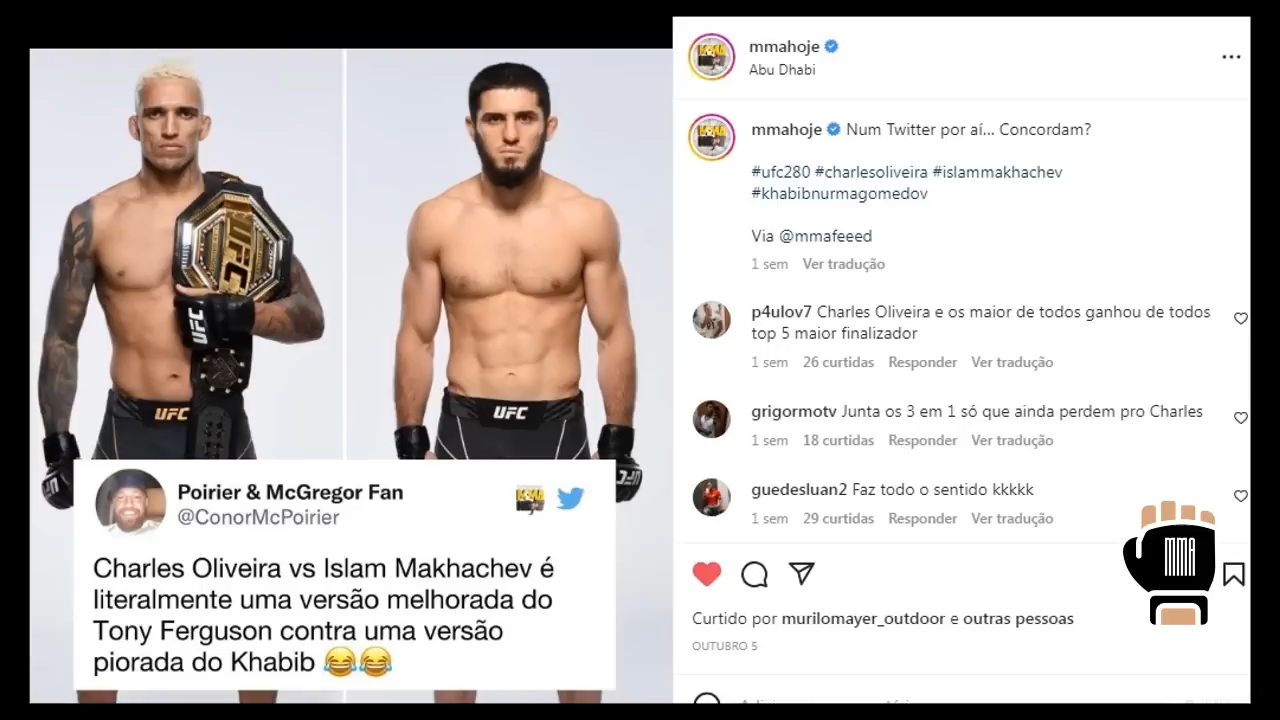 UFC
UFC
UFC
UFC
UFC
Poirier & McGregor Fan
@ConorMcPoirier
Charles Oliveira vs Islam Makhachev é
literalmente uma versão melhorada do
Tony Ferguson contra uma versão
piorada do Khabib 😂😂
mmahoje
Abu Dhabi
mmahoje Num Twitter por aí... Concordam?
#ufc280 #charlesoliveira #islammakhachev
#khabibnurmagomedov
Via @mmafeeed
1 sem Ver tradução
p4ulov7 Charles Oliveira e os maior de todos ganhou de todos
top 5 maior finalizador
1 sem 26 curtidas Responder Ver tradução
grigormotv Junta os 3 em 1 só que ainda perdem pro Charles
1 sem 18 curtidas Responder Ver tradução
guedesluan2 Faz todo o sentido kkkkk
1 sem 29 curtidas Responder Ver tradução
MMA
Curtido por murilomayer_outdoor e outras pessoas
OUTUBRO 5